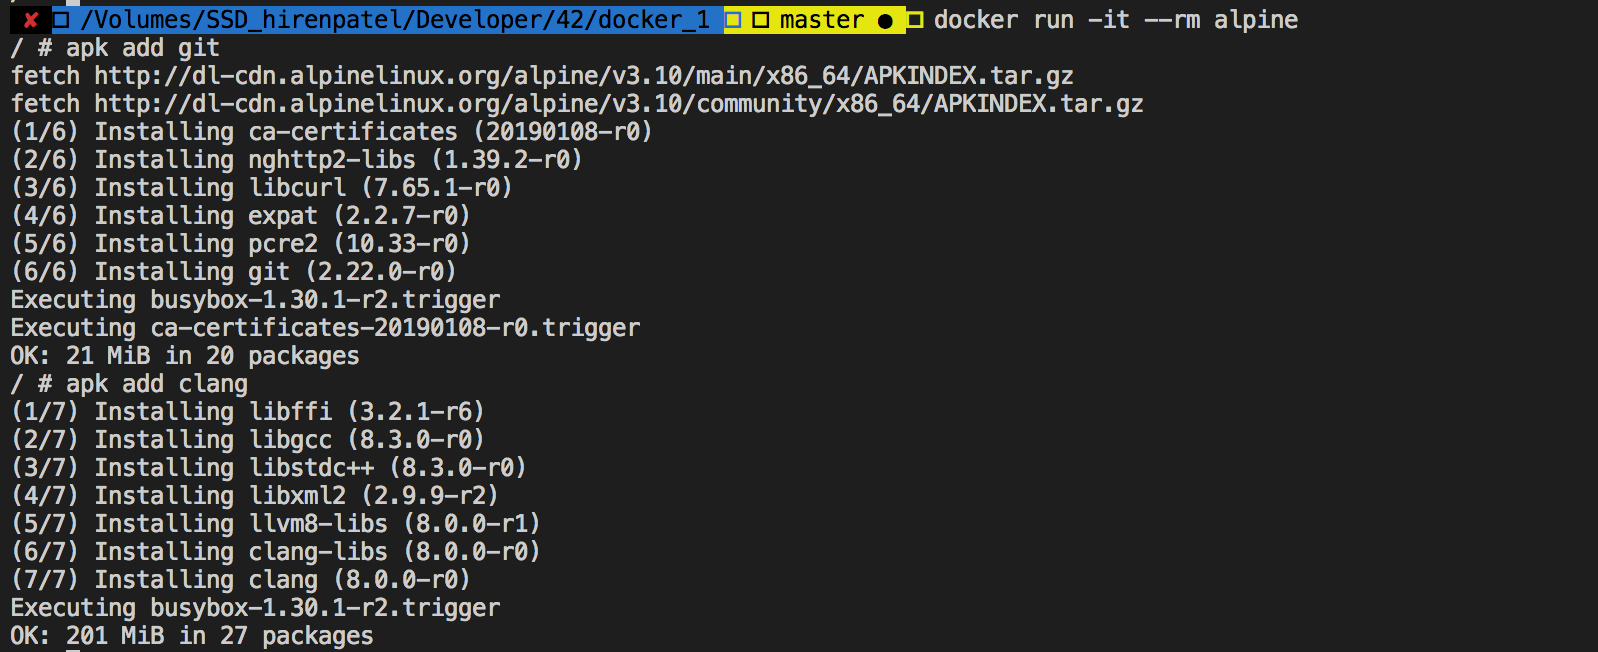 ✘ /Volumes/SSD_hirenpatel/Developer/42/docker_1 master ● docker run -it --rm alpine
/ # apk add git
fetch http://dl-cdn.alpinelinux.org/alpine/v3.10/main/x86_64/APKINDEX.tar.gz
fetch http://dl-cdn.alpinelinux.org/alpine/v3.10/community/x86_64/APKINDEX.tar.gz
(1/6) Installing ca-certificates (20190108-r0)
(2/6) Installing nghttp2-libs (1.39.2-r0)
(3/6) Installing libcurl (7.65.1-r0)
(4/6) Installing expat (2.2.7-r0)
(5/6) Installing pcre2 (10.33-r0)
(6/6) Installing git (2.22.0-r0)
Executing busybox-1.30.1-r2.trigger
Executing ca-certificates-20190108-r0.trigger
OK: 21 MiB in 20 packages
/ # apk add clang
(1/7) Installing libffi (3.2.1-r6)
(2/7) Installing libgcc (8.3.0-r0)
(3/7) Installing libstdc++ (8.3.0-r0)
(4/7) Installing libxml2 (2.9.9-r2)
(5/7) Installing llvm8-libs (8.0.0-r1)
(6/7) Installing clang-libs (8.0.0-r0)
(7/7) Installing clang (8.0.0-r0)
Executing busybox-1.30.1-r2.trigger
OK: 201 MiB in 27 packages